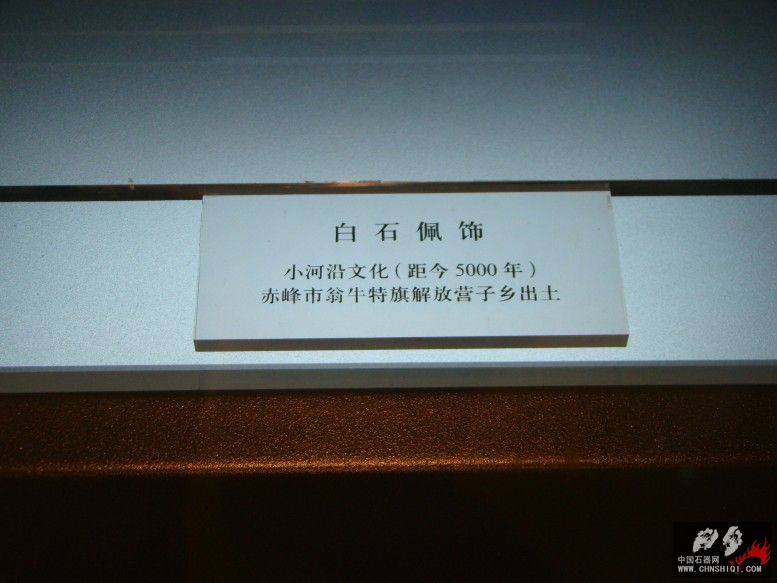 白石佩饰
小河沿文化（距今5000年）
赤峰市翁牛特旗解放营子乡出土
中国石器网
www.CHNSHIQI.COM